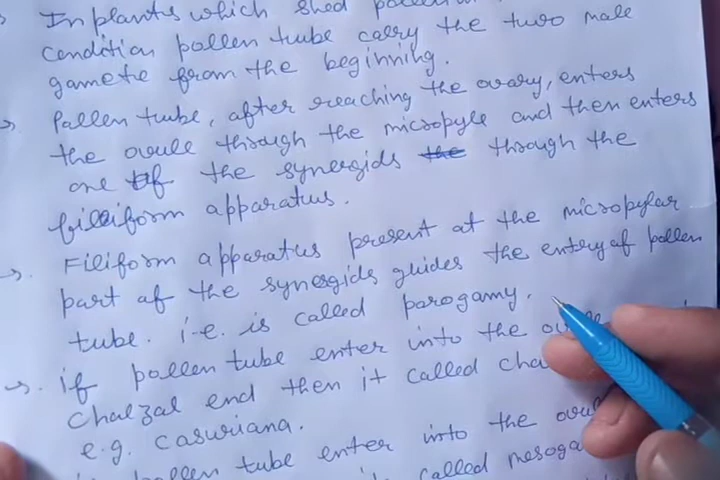 In plants which shed pollen
condition pollen tube carry the two male
gamete from the beginning.
Pollen tube, after reaching the ovary, enters
the ovule through the micropyle and then enters
one of the synergids the through the
filiform apparatus.
Filiform apparatus present at the micropylar
part of the synergids guides the entry of pollen
tube. i.e. is called porogamy.
if pollen tube enter into the
Chalzal end then it called
e.g. Casuriana.
pollen tube enter into the
called